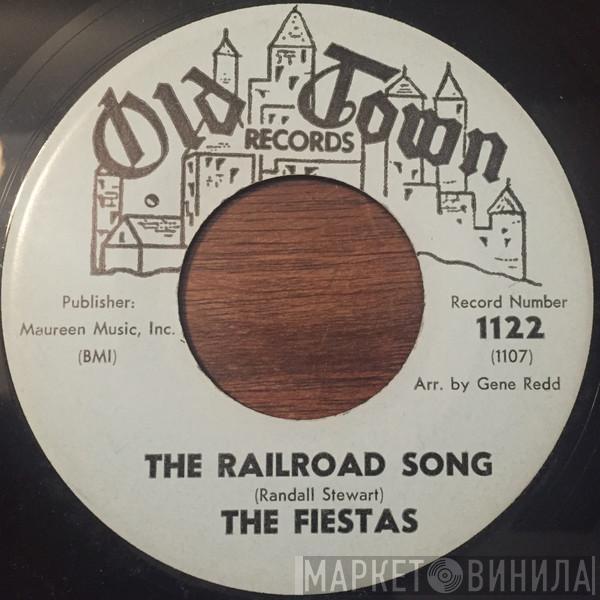 Old Town
RECORDS
Publisher:
Maureen Music, Inc.
(BMI)
Record Number
1122
(1107)
Arr. by Gene Redd
THE RAILROAD SONG
(Randall Stewart)
THE FIESTAS
МАРКЕТ ВИНИЛА